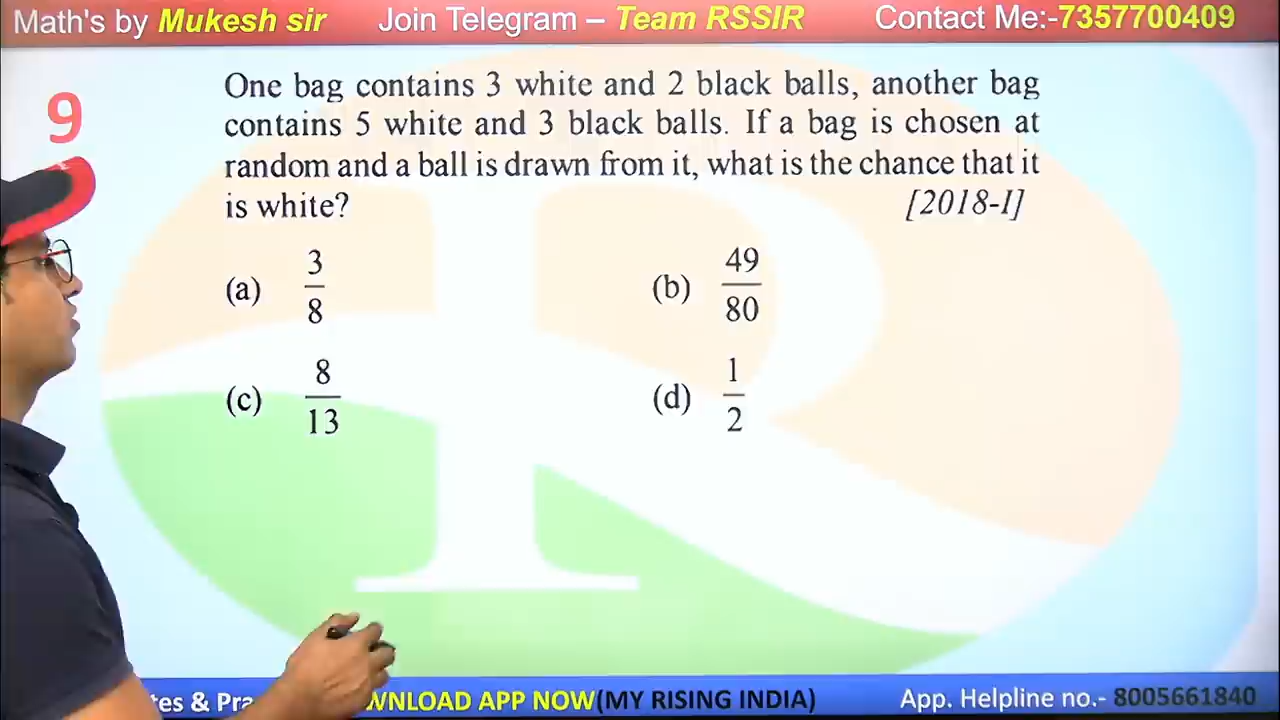 Math's by Mukesh sir Join Telegram – Team RSSIR Contact Me:-7357700409
9
One bag contains 3 white and 2 black balls, another bag
contains 5 white and 3 black balls. If a bag is chosen at
random and a ball is drawn from it, what is the chance that it
is white? [2018-I]
(a) 3/8 (b) 49/80
(c) 8/13 (d) 1/2
DOWNLOAD APP NOW(MY RISING INDIA) App. Helpline no.- 8005661840